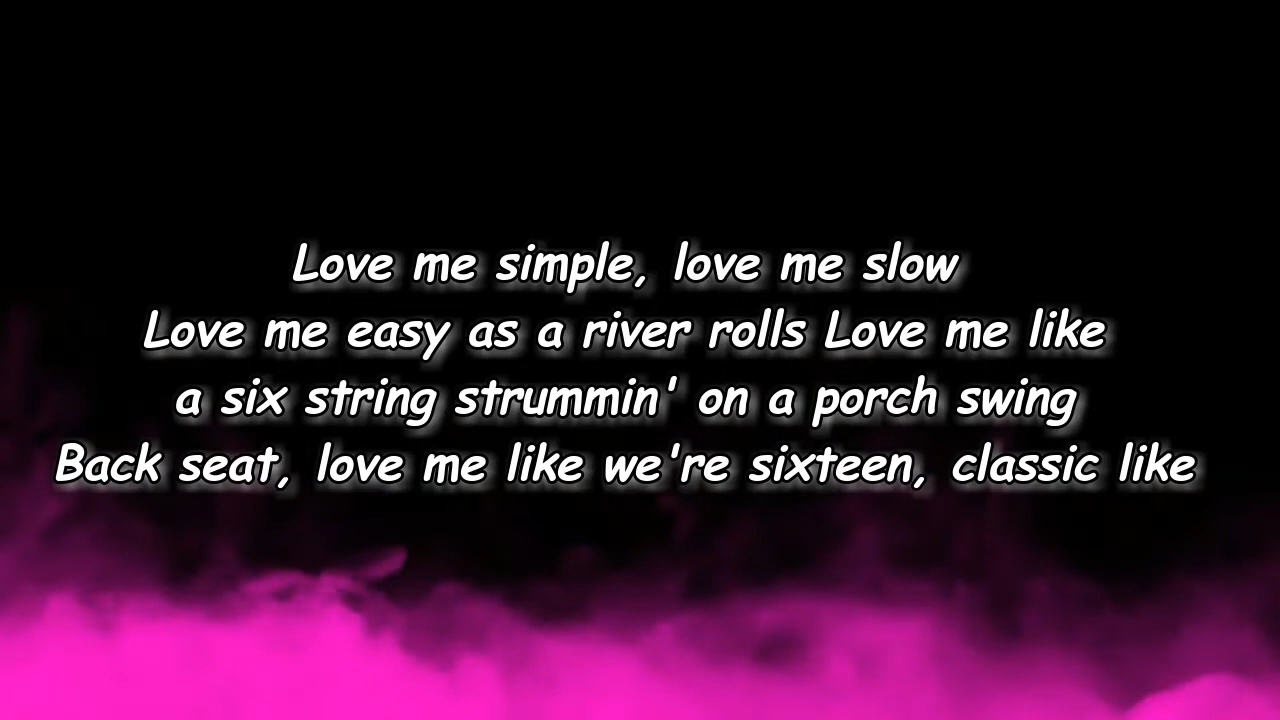 Love me simple, love me slow
Love me easy as a river rolls Love me like
a six string strummin' on a porch swing
Back seat, love me like we're sixteen, classic like